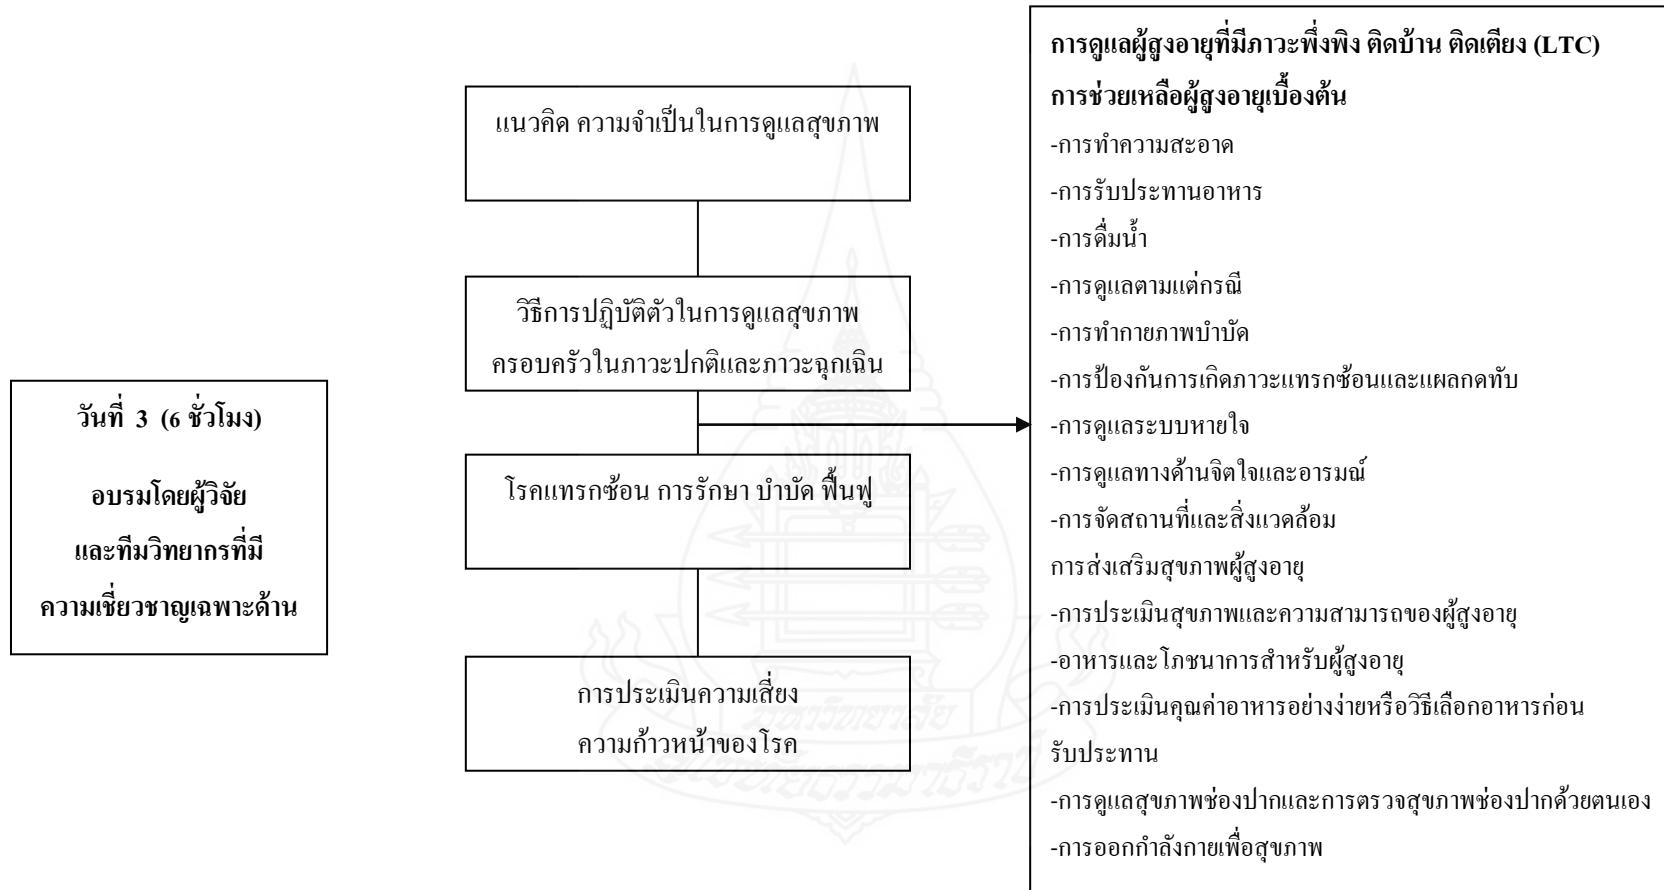 วันที่ 3 (6 ชั่วโมง)
อบรมโดยผู้วิจัย
และทีมวิทยากรที่มี
ความเชี่ยวชาญเฉพาะด้าน
แนวคิด ความจำเป็นในการดูแลสุขภาพ
วิธีการปฏิบัติตัวในการดูแลสุขภาพ
ครอบครัวในภาวะปกติและภาวะฉุกเฉิน
โรคแทรกซ้อน การรักษา บำบัด ฟื้นฟู
การประเมินความเสี่ยง
ความก้าวหน้าของโรค
การดูแลผู้สูงอายุที่มีภาวะพึ่งพิง ติดบ้าน ติดเตียง (LTC)
การช่วยเหลือผู้สูงอายุเบื้องต้น
-การทำความสะอาด
-การรับประทานอาหาร
-การดื่มน้ำ
-การดูแลตามแต่กรณี
-การทำกายภาพบำบัด
-การป้องกันการเกิดภาวะแทรกซ้อนและแผลกดทับ
-การดูแลระบบหายใจ
-การดูแลทางด้านจิตใจและอารมณ์
-การจัดสถานที่และสิ่งแวดล้อม
การส่งเสริมสุขภาพผู้สูงอายุ
-การประเมินสุขภาพและความสามารถของผู้สูงอายุ
-อาหารและโภชนาการสำหรับผู้สูงอายุ
-การประเมินคุณค่าอาหารอย่างง่ายหรือวิธีเลือกอาหารก่อน
รับประทาน
-การดูแลสุขภาพช่องปากและการตรวจสุขภาพช่องปากด้วยตนเอง
-การออกกำลังกายเพื่อสุขภาพ
มหาวิทยาลัย
สุโขทัยธรรมาธิราช